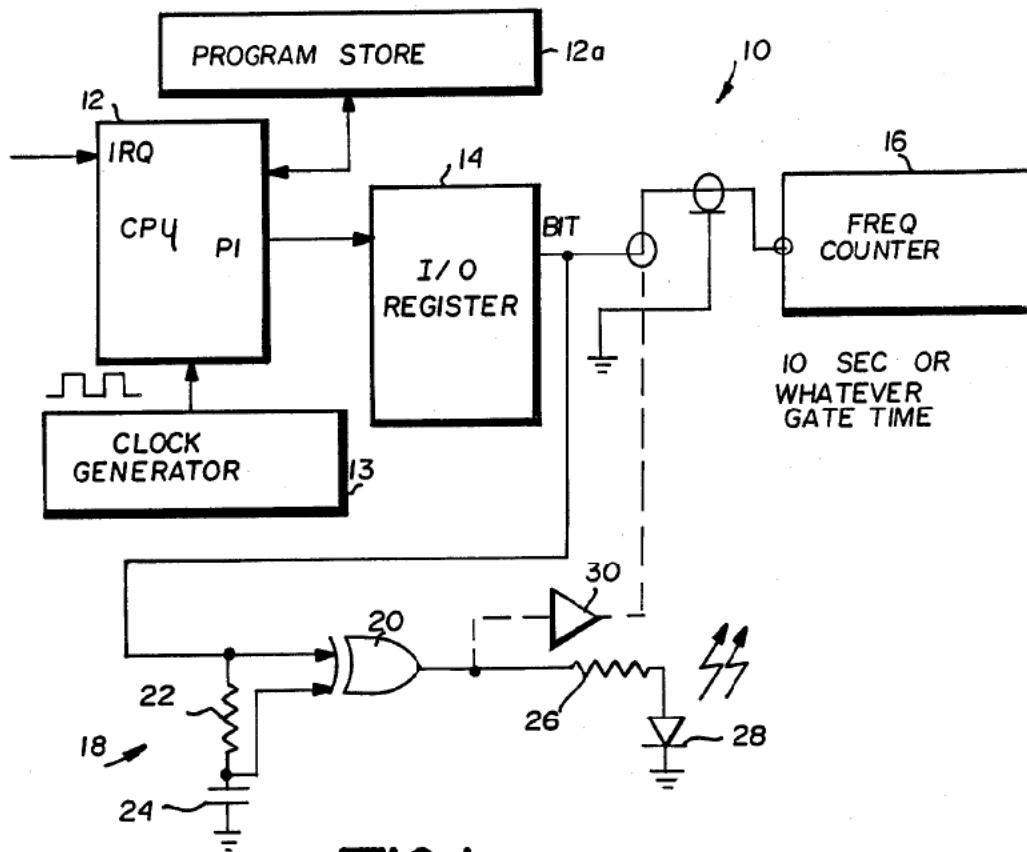 PROGRAM STORE
12a
10
12
IRQ
CPU
PI
14
BIT
I/O
REGISTER
16
FREQ
COUNTER
10 SEC OR
WHATEVER
GATE TIME
CLOCK
GENERATOR
13
30
20
22
26
28
18
24